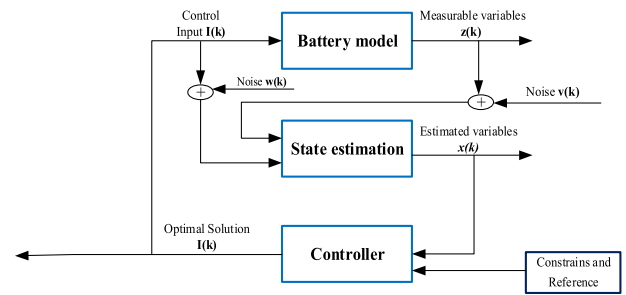 Control
Input I(k)
Battery model
Measurable variables
z(k)
Noise w(k)
+
+
Noise v(k)
State estimation
Estimated variables
x(k)
Optimal Solution
I(k)
Controller
Constrains and
Reference